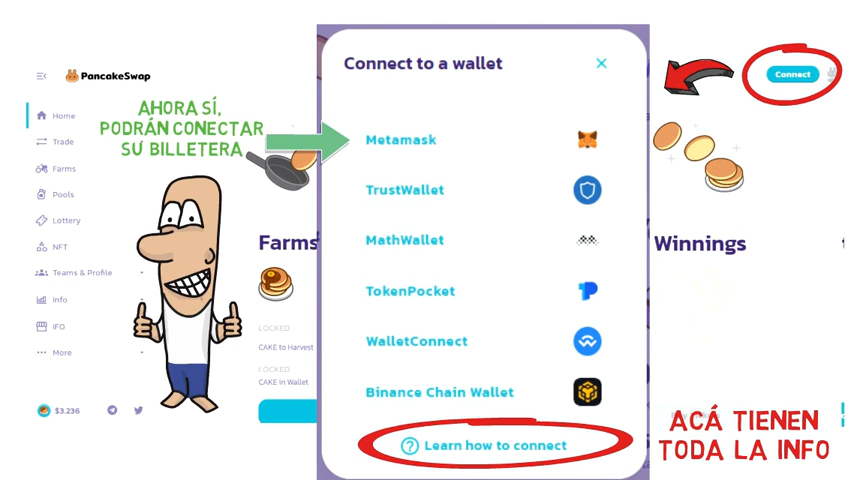 PancakeSwap
Home
Trade
Farms
Pools
Lottery
NFT
Teams & Profile
Info
IFO
More
$3.236
AHORA SÍ,
PODRÁN CONECTAR
SU BILLETERA
Farms
LOCKED
CAKE to Harvest
LOCKED
CAKE in Wallet
Connect to a wallet
Metamask
TrustWallet
MathWallet
TokenPocket
WalletConnect
Binance Chain Wallet
Learn how to connect
Connect
Winnings
ACÁ TIENEN
TODA LA INFO